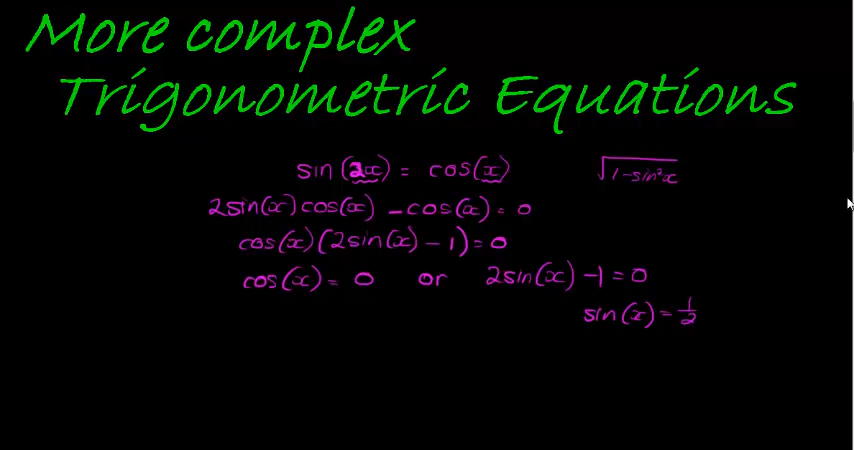 More complex
Trigonometric Equations
sin(2x) = cos(x) √(1-sin²x)
2sin(x)cos(x) - cos(x) = 0
cos(x)(2sin(x) - 1) = 0
cos(x) = 0 or 2sin(x) - 1 = 0
sin(x) = 1/2